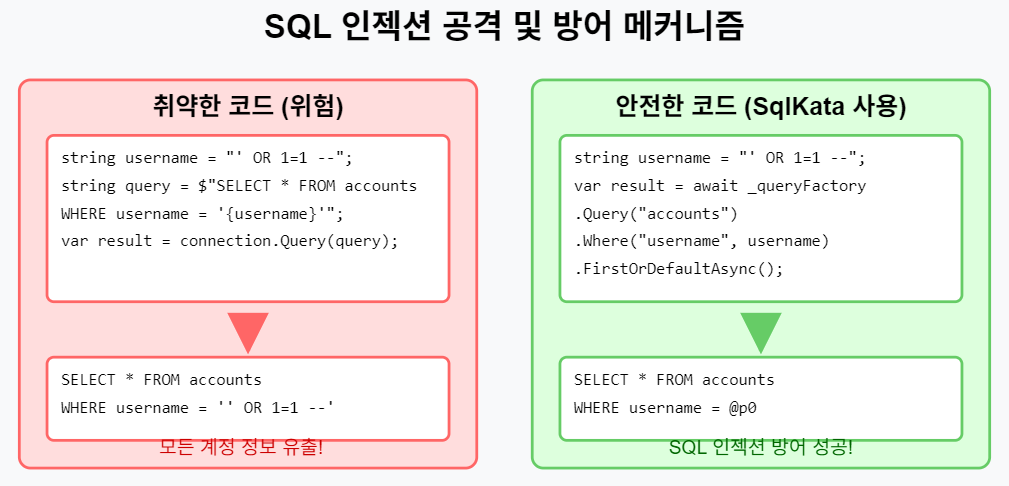 SQL 인젝션 공격 및 방어 메커니즘
취약한 코드 (위험)
string username = "' OR 1=1 --";
string query = $"SELECT * FROM accounts
WHERE username = '{username}'";
var result = connection.Query(query);
SELECT * FROM accounts
WHERE username = '' OR 1=1 --'
모든 계정 정보 유출!
안전한 코드 (SqlKata 사용)
string username = "' OR 1=1 --";
var result = await _queryFactory
.Query("accounts")
.Where("username", username)
.FirstOrDefaultAsync();
SELECT * FROM accounts
WHERE username = @p0
SQL 인젝션 방어 성공!